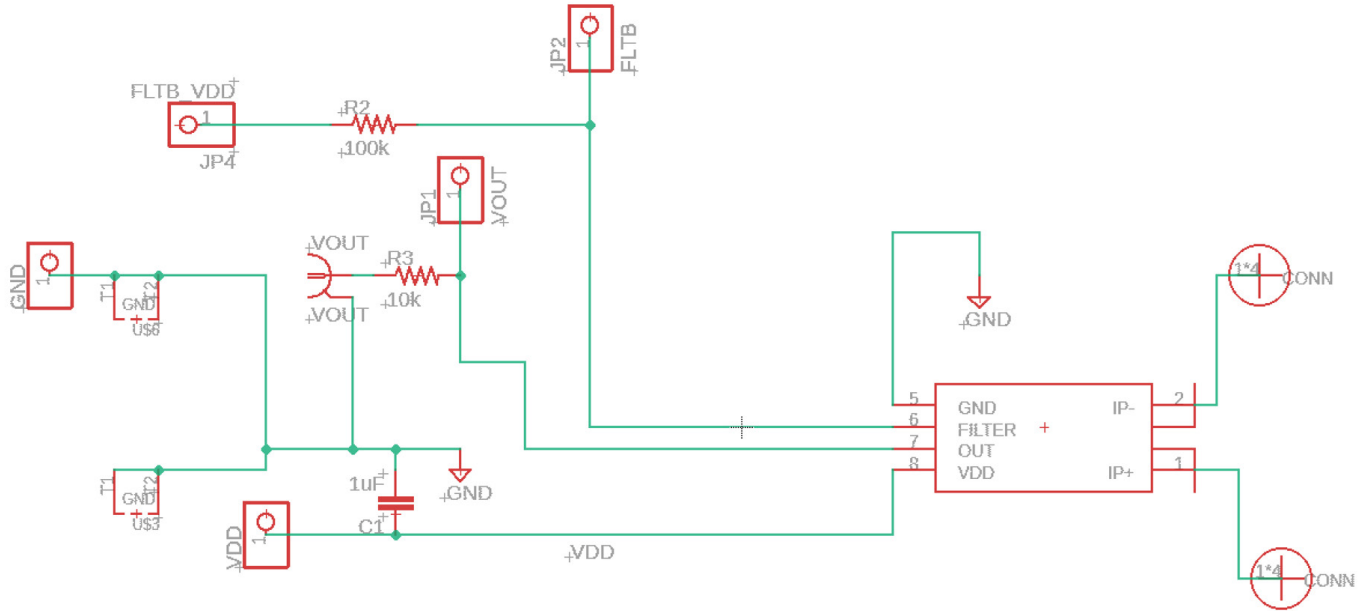 JP2
1
FLTB
FLTB_VDD
1
JP4
R2
100k
JP1
1
VOUT
GND
1
T1
T2
GND
U$6
VOUT
R3
10k
VOUT
GND
1*4
CONN
5
GND
IP-
2
6
FILTER
7
OUT
8
VDD
IP+
1
T1
T2
GND
U$3
1uF
C1
GND
VDD
1
VDD
1*4
CONN